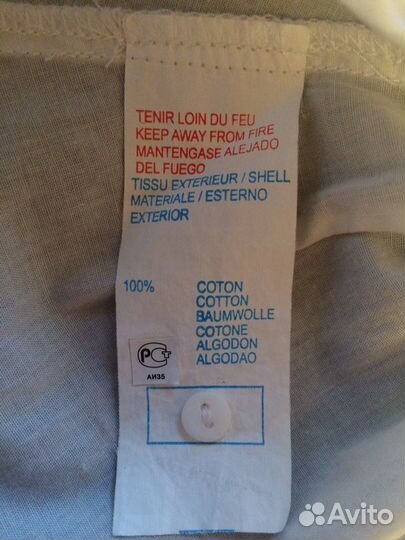 TENIR LOIN DU FEU
KEEP AWAY FROM FIRE
MANTENGASE ALEJADO
DEL FUEGO
TISSU EXTERIEUR / SHELL
MATERIALE / ESTERNO
EXTERIOR
100% COTON
COTTON
BAUMWOLLE
COTONE
ALGODON
ALGODAO
АИ35
Avito